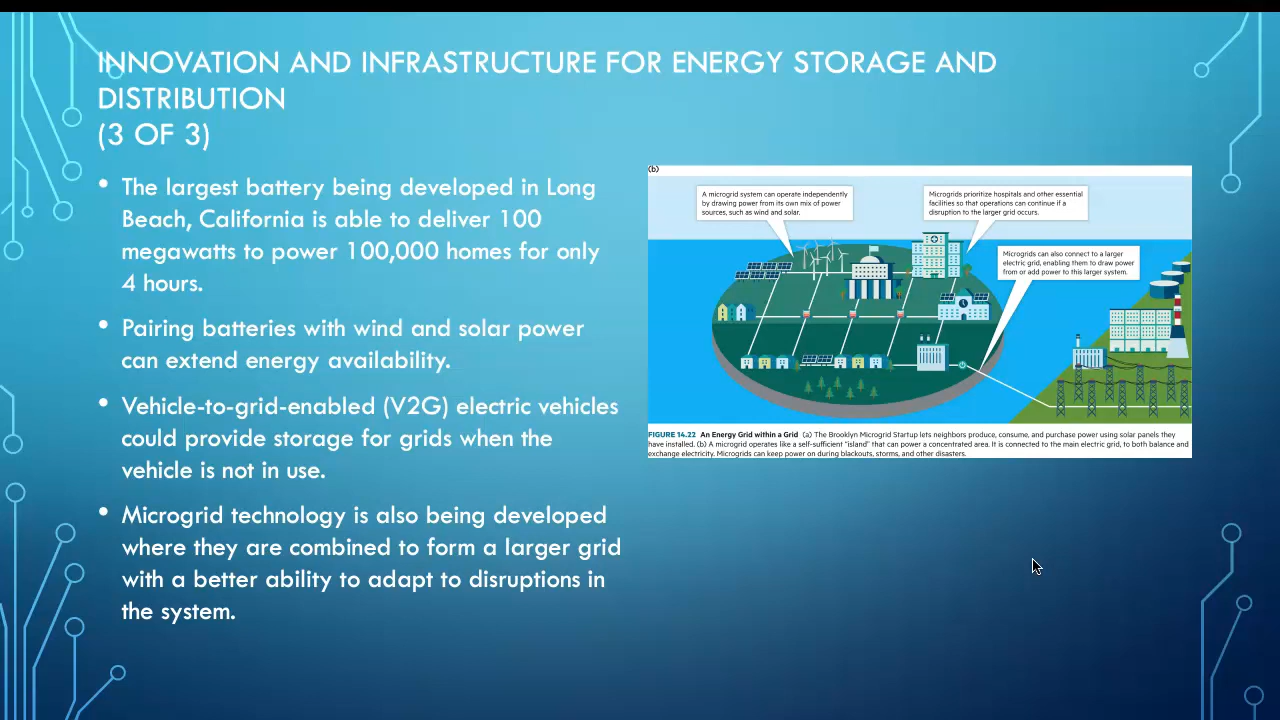 INNOVATION AND INFRASTRUCTURE FOR ENERGY STORAGE AND
DISTRIBUTION
(3 OF 3)
• The largest battery being developed in Long
Beach, California is able to deliver 100
megawatts to power 100,000 homes for only
4 hours.
• Pairing batteries with wind and solar power
can extend energy availability.
• Vehicle-to-grid-enabled (V2G) electric vehicles
could provide storage for grids when the
vehicle is not in use.
• Microgrid technology is also being developed
where they are combined to form a larger grid
with a better ability to adapt to disruptions in
the system.
(b)
A microgrid system can operate independently
by drawing power from its own mix of power
sources, such as wind and solar.
Microgrids prioritize hospitals and other essential
facilities so that operations can continue if a
disruption to the larger grid occurs.
Microgrids can also connect to a larger
electric grid, enabling them to draw power
from or add power to this larger system.
FIGURE 14.22 An Energy Grid within a Grid (a) The Brooklyn Microgrid Startup lets neighbors produce, consume, and purchase power using solar panels they
have installed. (b) A microgrid operates like a self-sufficient "island" that can power a concentrated area. It is connected to the main electric grid, to both balance and
exchange electricity. Microgrids can keep power on during blackouts, storms, and other disasters.